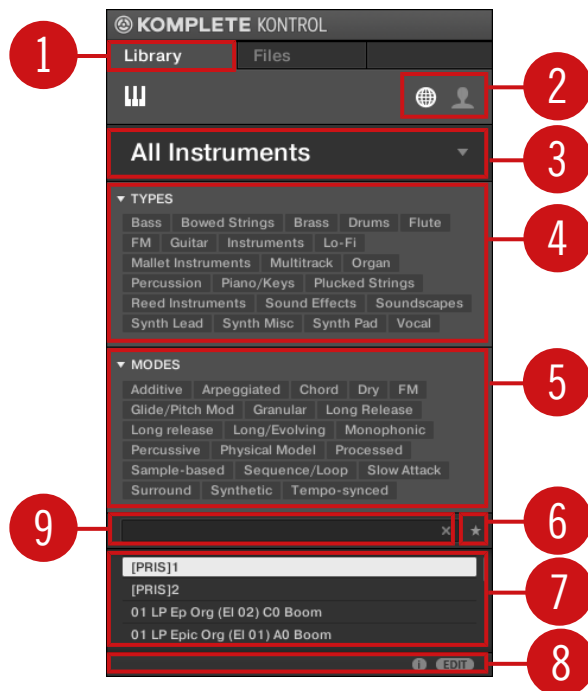 KOMPLETE KONTROL
1
Library Files
2
All Instruments
3
TYPES
Bass Bowed Strings Brass Drums Flute
4
FM Guitar Instruments Lo-Fi
Mallet Instruments Multitrack Organ
Percussion Piano/Keys Plucked Strings
Reed Instruments Sound Effects Soundscapes
Synth Lead Synth Misc Synth Pad Vocal
MODES
Additive Arpeggiated Chord Dry FM
5
Glide/Pitch Mod Granular Long Release
Long release Long/Evolving Monophonic
Percussive Physical Model Processed
Sample-based Sequence/Loop Slow Attack
Surround Synthetic Tempo-synced
9
6
[PRIS]1
[PRIS]2
7
01 LP Ep Org (EI 02) C0 Boom
01 LP Epic Org (EI 01) A0 Boom
i EDIT
8